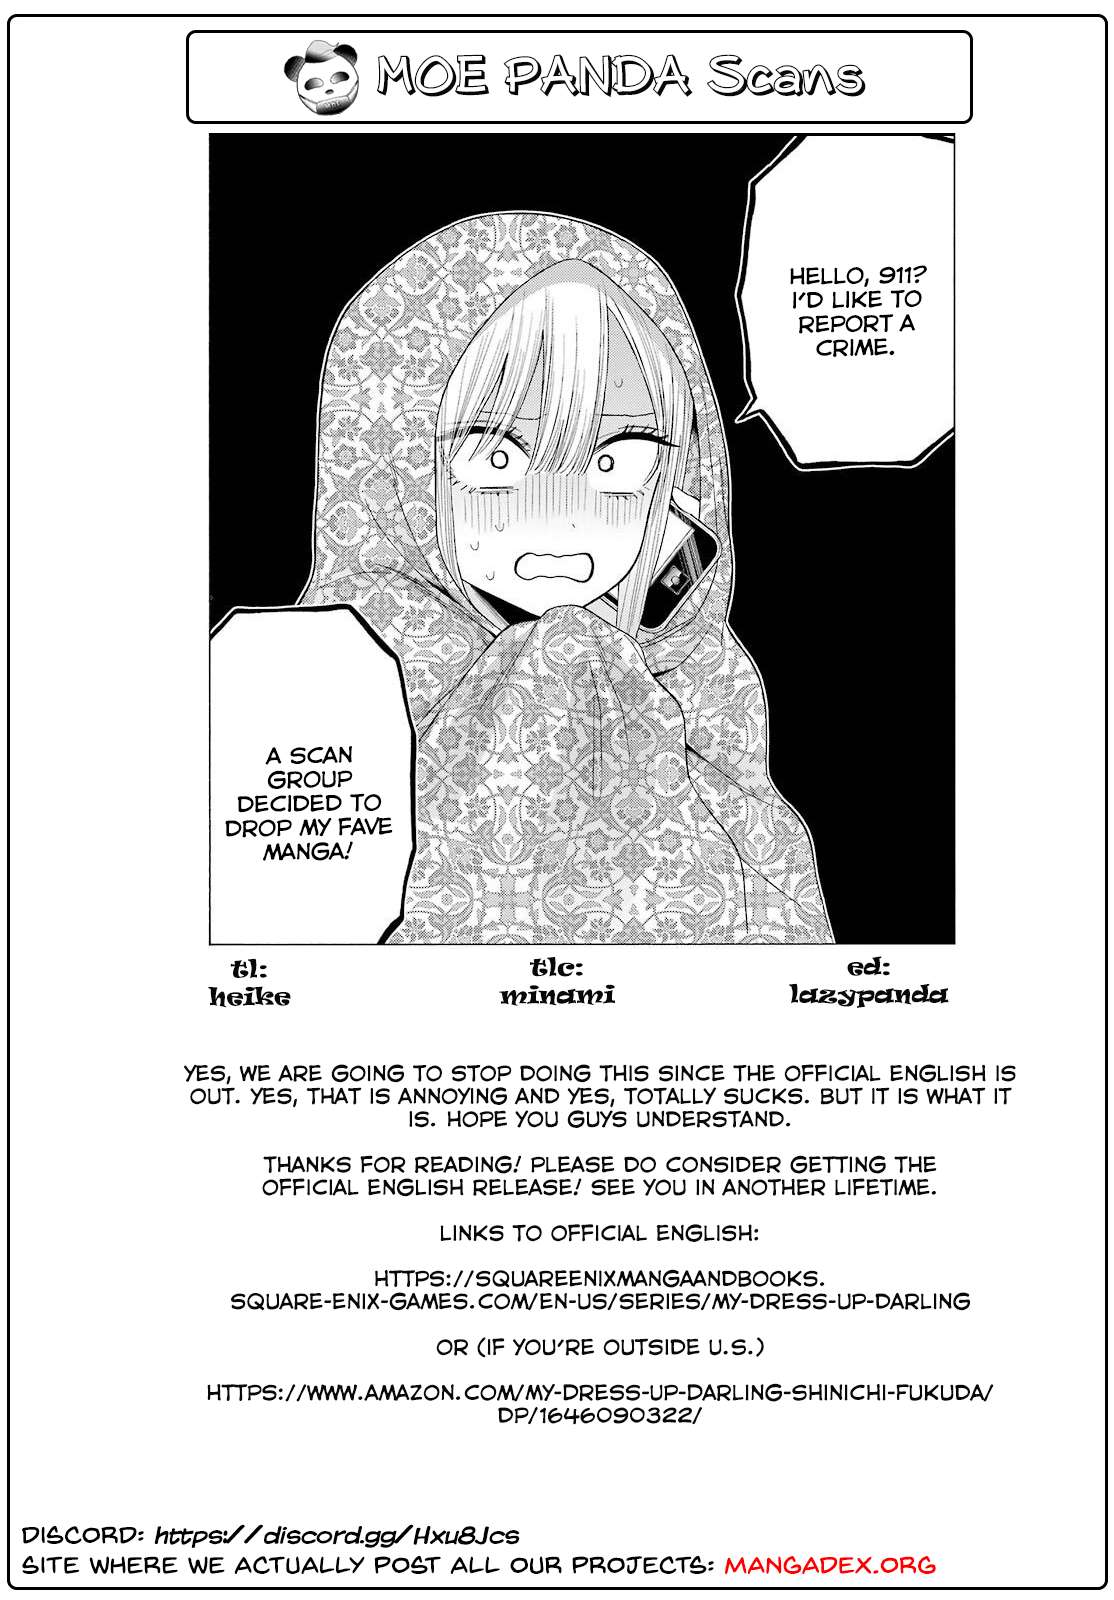 MOE PANDA Scans
HELLO, 911?
I'D LIKE TO
REPORT A
CRIME.
A SCAN
GROUP
DECIDED TO
DROP MY FAVE
MANGA!
tl:
heike
tlc:
minami
ed:
lazypanda
YES, WE ARE GOING TO STOP DOING THIS SINCE THE OFFICIAL ENGLISH IS
OUT. YES, THAT IS ANNOYING AND YES, TOTALLY SUCKS. BUT IT IS WHAT IT
IS. HOPE YOU GUYS UNDERSTAND.
THANKS FOR READING! PLEASE DO CONSIDER GETTING THE
OFFICIAL ENGLISH RELEASE! SEE YOU IN ANOTHER LIFETIME.
LINKS TO OFFICIAL ENGLISH:
HTTPS://SQUAREENIXMANGAANDBOOKS.
SQUARE-ENIX-GAMES.COM/EN-US/SERIES/MY-DRESS-UP-DARLING
OR (IF YOU'RE OUTSIDE U.S.)
HTTPS://WWW.AMAZON.COM/MY-DRESS-UP-DARLING-SHINICHI-FUKUDA/
DP/1646090322/
DISCORD: https://discord.gg/Hxu8Jcs
SITE WHERE WE ACTUALLY POST ALL OUR PROJECTS: MANGADEX.ORG